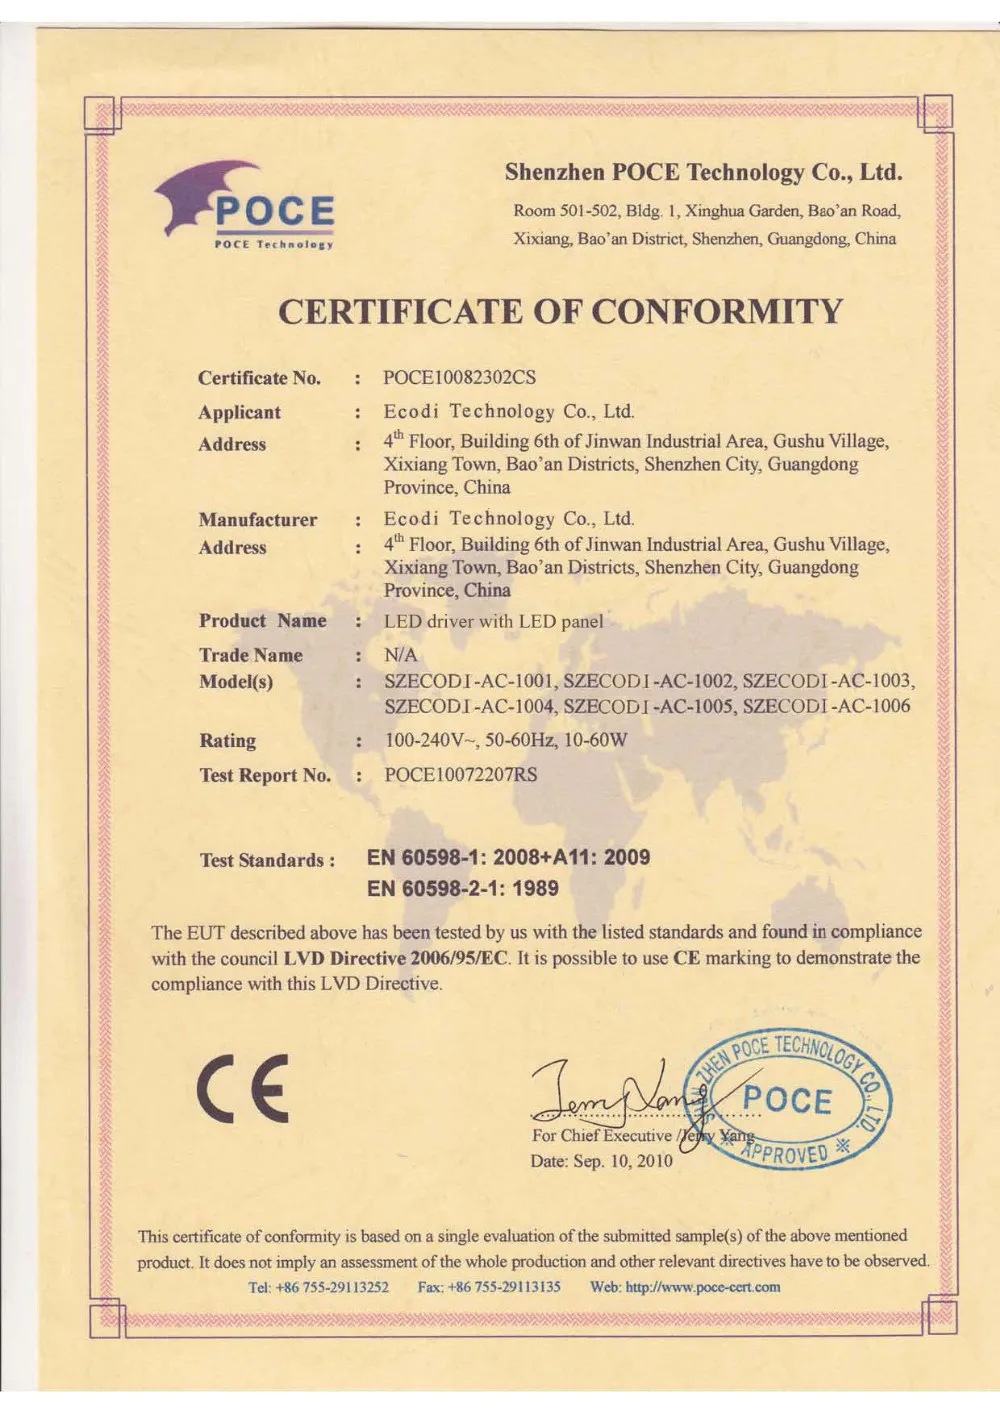 POCE
POCE Technology
Shenzhen POCE Technology Co., Ltd.
Room 501-502, Bldg. 1, Xinghua Garden, Bao'an Road,
Xixiang, Bao'an District, Shenzhen, Guangdong, China
CERTIFICATE OF CONFORMITY
Certificate No. : POCE10082302CS
Applicant : Ecodi Technology Co., Ltd.
Address : 4th Floor, Building 6th of Jinwan Industrial Area, Gushu Village,
Xixiang Town, Bao'an Districts, Shenzhen City, Guangdong
Province, China
Manufacturer : Ecodi Technology Co., Ltd.
Address : 4th Floor, Building 6th of Jinwan Industrial Area, Gushu Village,
Xixiang Town, Bao'an Districts, Shenzhen City, Guangdong
Province, China
Product Name : LED driver with LED panel
Trade Name : N/A
Model(s) : SZECODI-AC-1001, SZECODI-AC-1002, SZECODI-AC-1003,
SZECODI-AC-1004, SZECODI-AC-1005, SZECODI-AC-1006
Rating : 100-240V~, 50-60Hz, 10-60W
Test Report No. : POCE10072207RS
Test Standards : EN 60598-1: 2008+A11: 2009
EN 60598-2-1: 1989
The EUT described above has been tested by us with the listed standards and found in compliance
with the council LVD Directive 2006/95/EC. It is possible to use CE marking to demonstrate the
compliance with this LVD Directive.
CE
Jerry Yang
SHEN ZHEN POCE TECHNOLOGY CO., LTD.
POCE
※ APPROVED ※
For Chief Executive /Jerry Yang
Date: Sep. 10, 2010
This certificate of conformity is based on a single evaluation of the submitted sample(s) of the above mentioned
product. It does not imply an assessment of the whole production and other relevant directives have to be observed.
Tel: +86 755-29113252 Fax: +86 755-29113135 Web: http://www.poce-cert.com